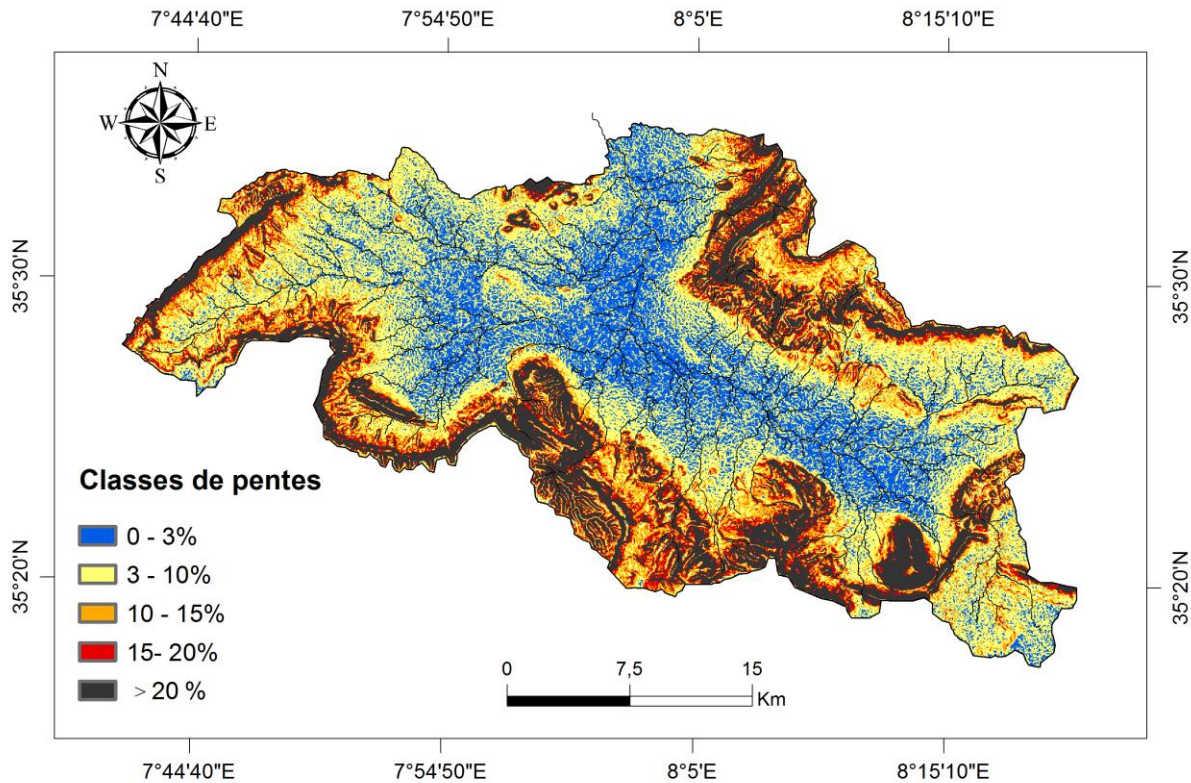 7°44'40"E 7°54'50"E 8°5'E 8°15'10"E
N
W E
S
35°30'N 35°30'N
Classes de pentes
0 - 3%
3 - 10%
10 - 15%
15- 20%
> 20 %
35°20'N 35°20'N
0 7,5 15
Km
7°44'40"E 7°54'50"E 8°5'E 8°15'10"E